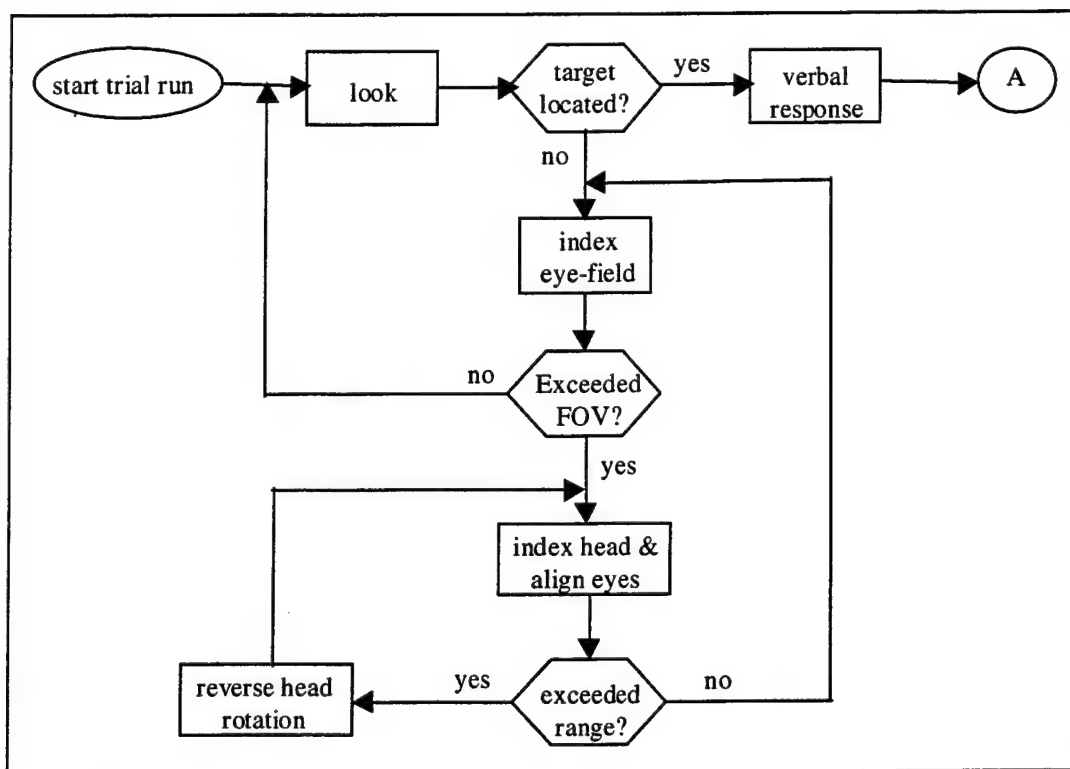 start trial run
look
target
located?
yes
verbal
response
A
no
index
eye-field
no
Exceeded
FOV?
yes
index head &
align eyes
reverse head
rotation
yes
exceeded
range?
no